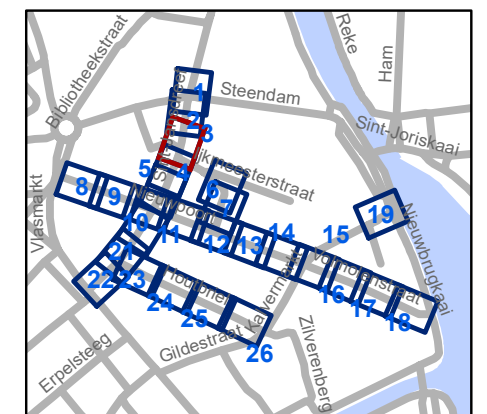 Bibliotheekstraat
Reke
Ham
Steendam
Sint-Joriskaai
1
2
3
4
5
6
7
8
9
10
11
12
13
14
15
16
17
18
19
21
22
23
24
25
26
Vlasmarkt
Nieuwpoort
Nieuwbrugkaai
Kalvermarkt
Gildestraat
Zilverenberg
Erpelsteeg